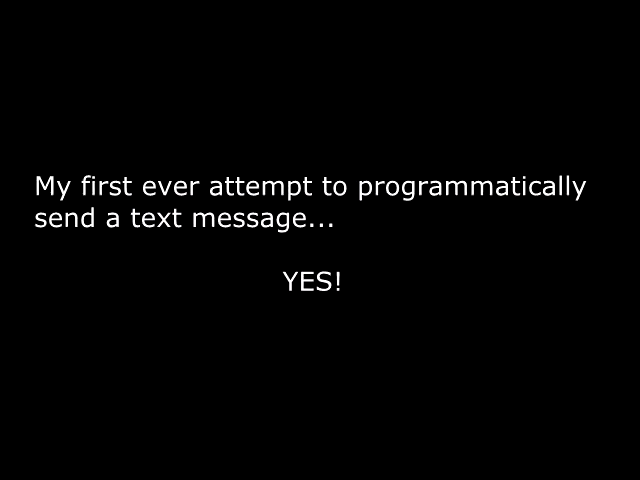 My first ever attempt to programmatically
send a text message...
YES!